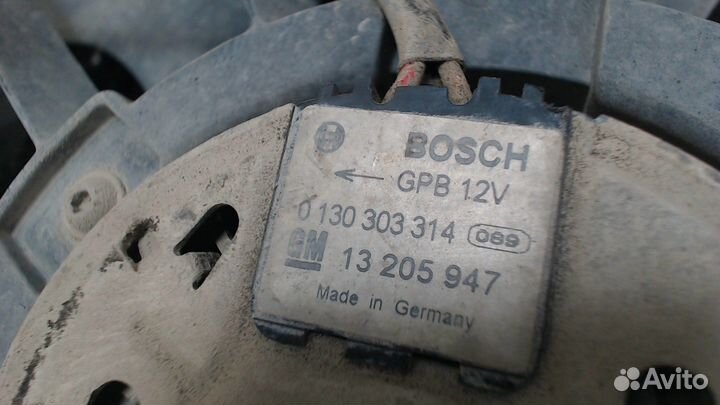 BOSCH
← GPB 12V
0 130 303 314 089
GM 13 205 947
Made in Germany
Avito